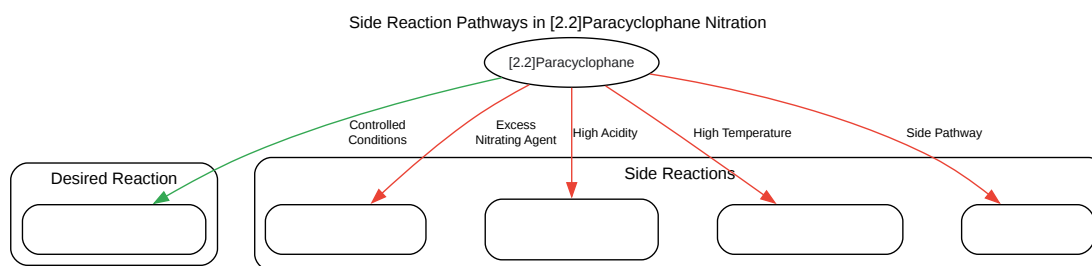 Side Reaction Pathways in [2.2]Paracyclophane Nitration
[2.2]Paracyclophane
Controlled
Conditions
Excess
Nitrating Agent
High Acidity
High Temperature
Side Pathway
Desired Reaction
Side Reactions